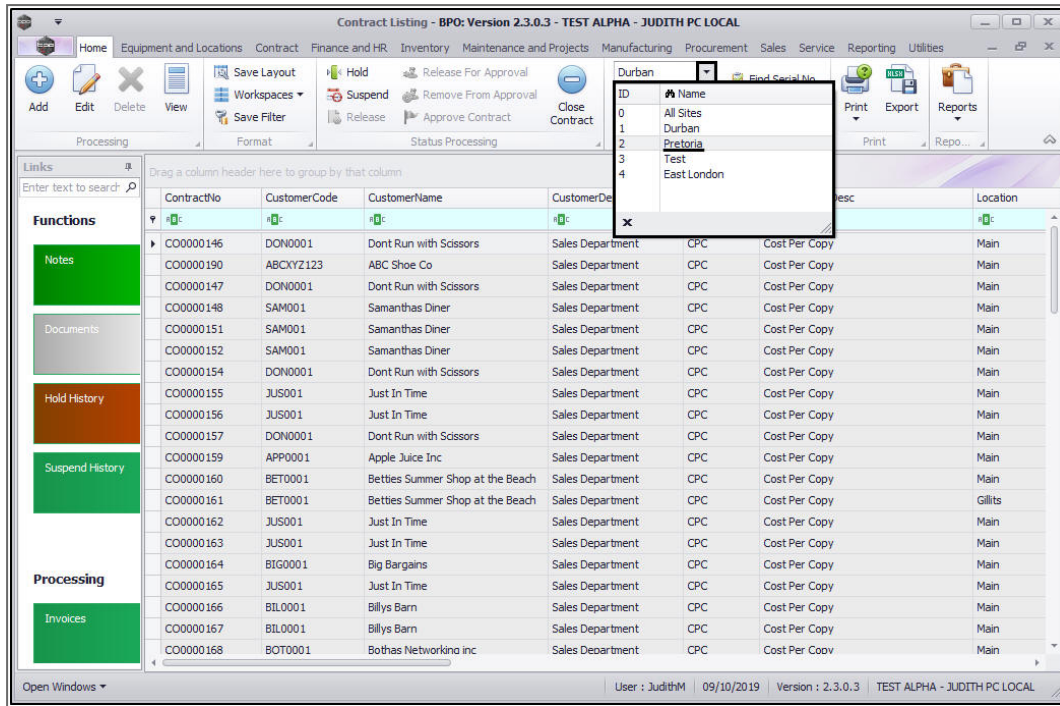 Contract Listing - BPO: Version 2.3.0.3 - TEST ALPHA - JUDITH PC LOCAL
Home Equipment and Locations Contract Finance and HR Inventory Maintenance and Projects Manufacturing Procurement Sales Service Reporting Utilities
Add
Edit
Delete
View
Processing
Save Layout
Workspaces
Save Filter
Format
Hold
Suspend
Release
Release For Approval
Remove From Approval
Approve Contract
Status Processing
Close
Contract
Durban
Find Serial No
ID Name
0 All Sites
1 Durban
2 Pretoria
3 Test
4 East London
Print
Export
Print
Reports
Repo...
Links
Enter text to search
Functions
Notes
Documents
Hold History
Suspend History
Processing
Invoices
Drag a column header here to group by that column
ContractNo CustomerCode CustomerName CustomerDe Desc Location
CO0000146 DON0001 Dont Run with Scissors Sales Department CPC Cost Per Copy Main
CO0000190 ABCXYZ123 ABC Shoe Co Sales Department CPC Cost Per Copy Main
CO0000147 DON0001 Dont Run with Scissors Sales Department CPC Cost Per Copy Main
CO0000148 SAM001 Samanthas Diner Sales Department CPC Cost Per Copy Main
CO0000151 SAM001 Samanthas Diner Sales Department CPC Cost Per Copy Main
CO0000152 SAM001 Samanthas Diner Sales Department CPC Cost Per Copy Main
CO0000154 DON0001 Dont Run with Scissors Sales Department CPC Cost Per Copy Main
CO0000155 JUS001 Just In Time Sales Department CPC Cost Per Copy Main
CO0000156 JUS001 Just In Time Sales Department CPC Cost Per Copy Main
CO0000157 DON0001 Dont Run with Scissors Sales Department CPC Cost Per Copy Main
CO0000159 APP0001 Apple Juice Inc Sales Department CPC Cost Per Copy Main
CO0000160 BET0001 Betties Summer Shop at the Beach Sales Department CPC Cost Per Copy Main
CO0000161 BET0001 Betties Summer Shop at the Beach Sales Department CPC Cost Per Copy Gillits
CO0000162 JUS001 Just In Time Sales Department CPC Cost Per Copy Main
CO0000163 JUS001 Just In Time Sales Department CPC Cost Per Copy Main
CO0000164 BIG0001 Big Bargains Sales Department CPC Cost Per Copy Main
CO0000165 JUS001 Just In Time Sales Department CPC Cost Per Copy Main
CO0000166 BIL0001 Billys Barn Sales Department CPC Cost Per Copy Main
CO0000167 BIL0001 Billys Barn Sales Department CPC Cost Per Copy Main
CO0000168 BOT0001 Bothas Networking inc Sales Department CPC Cost Per Copy Main
Open Windows
User : JudithM 09/10/2019 Version : 2.3.0.3 TEST ALPHA - JUDITH PC LOCAL